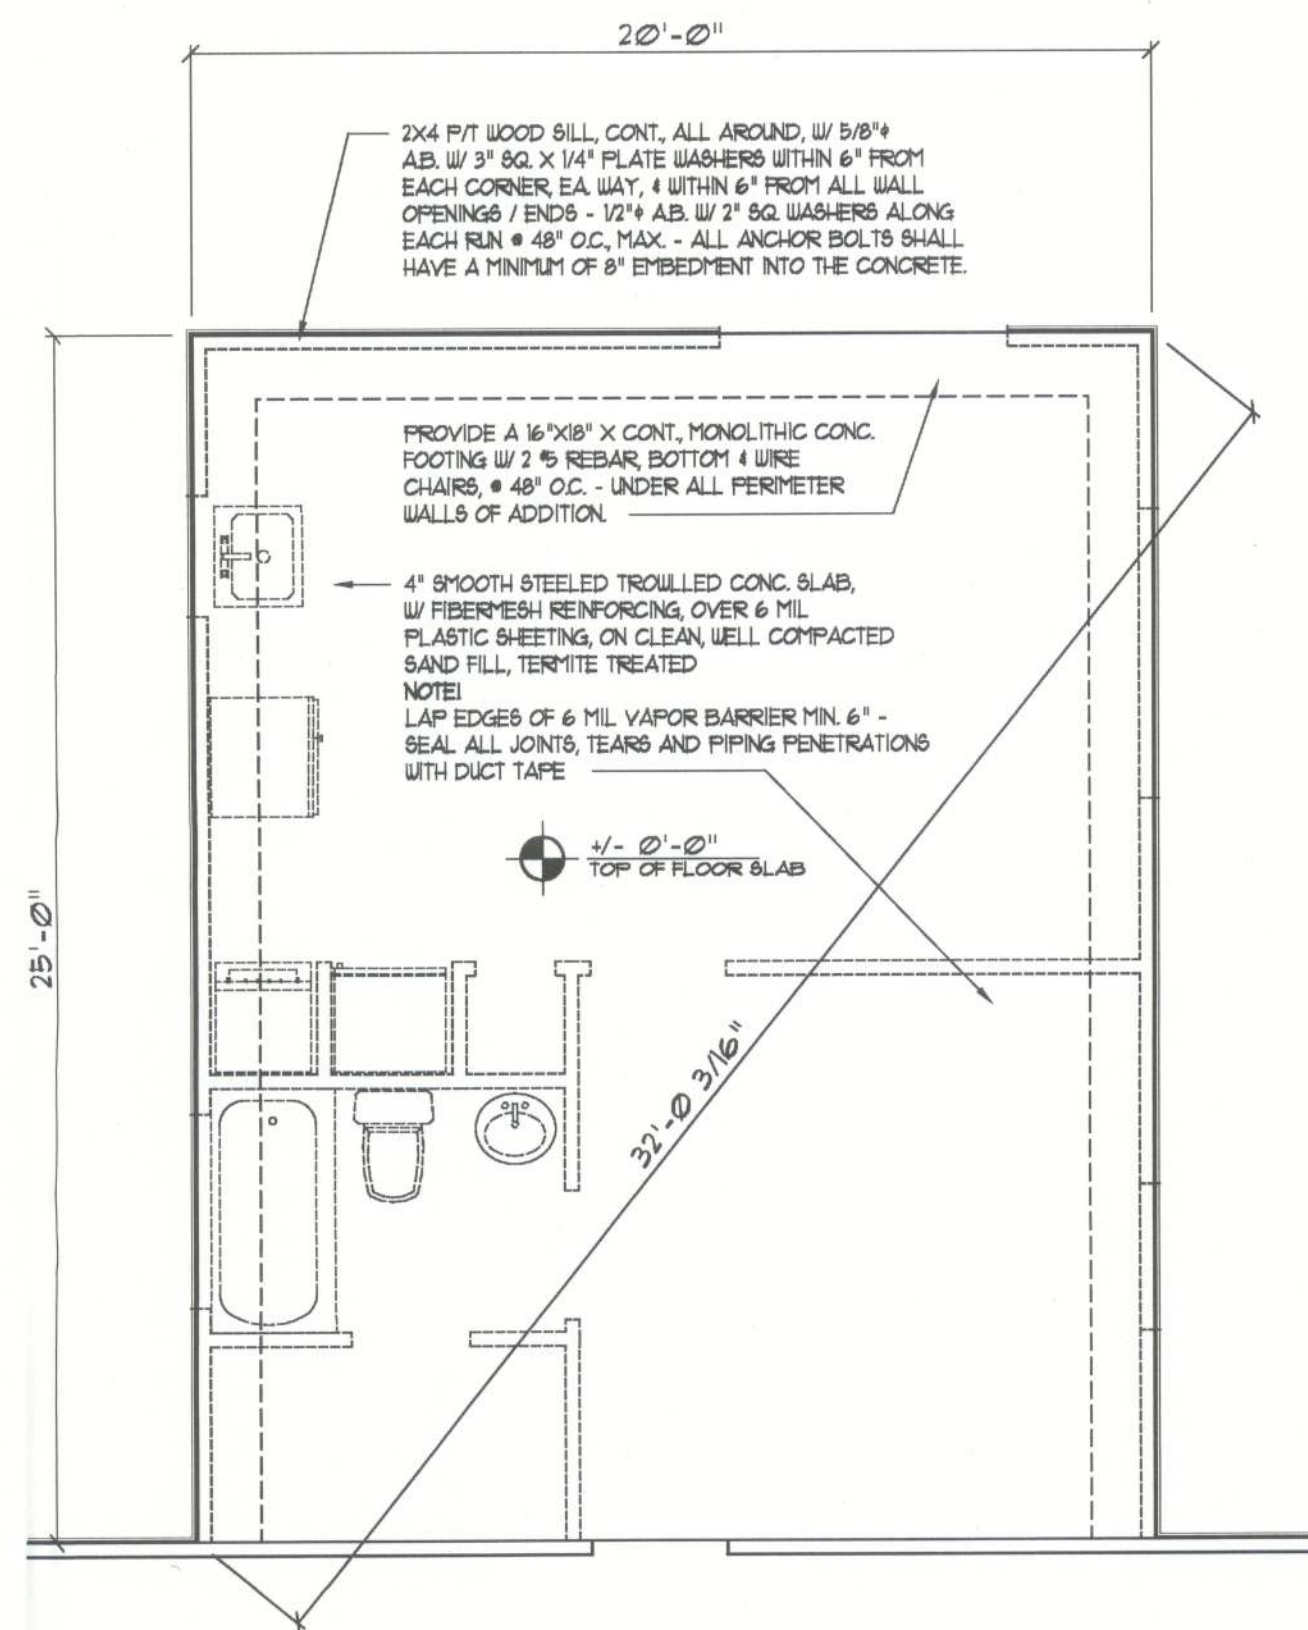 20'-0"
2X4 P/T WOOD SILL, CONT., ALL AROUND, W/ 5/8"ϕ
A.B. W/ 3" SQ. X 1/4" PLATE WASHERS WITHIN 6" FROM
EACH CORNER, EA. WAY, & WITHIN 6" FROM ALL WALL
OPENINGS / ENDS - 1/2"ϕ A.B. W/ 2" SQ. WASHERS ALONG
EACH RUN @ 48" O.C., MAX. - ALL ANCHOR BOLTS SHALL
HAVE A MINIMUM OF 8" EMBEDMENT INTO THE CONCRETE.
PROVIDE A 16"X18" X CONT., MONOLITHIC CONC.
FOOTING W/ 2 #5 REBAR, BOTTOM & WIRE
CHAIRS, @ 48" O.C. - UNDER ALL PERIMETER
WALLS OF ADDITION.
4" SMOOTH STEELED TROWLLED CONC. SLAB,
W/ FIBERMESH REINFORCING, OVER 6 MIL
PLASTIC SHEETING, ON CLEAN, WELL COMPACTED
SAND FILL, TERMITE TREATED
NOTE!
LAP EDGES OF 6 MIL VAPOR BARRIER MIN. 6" -
SEAL ALL JOINTS, TEARS AND PIPING PENETRATIONS
WITH DUCT TAPE
+/- 0'-0"
TOP OF FLOOR SLAB
25'-0"
32'-0 3/16"